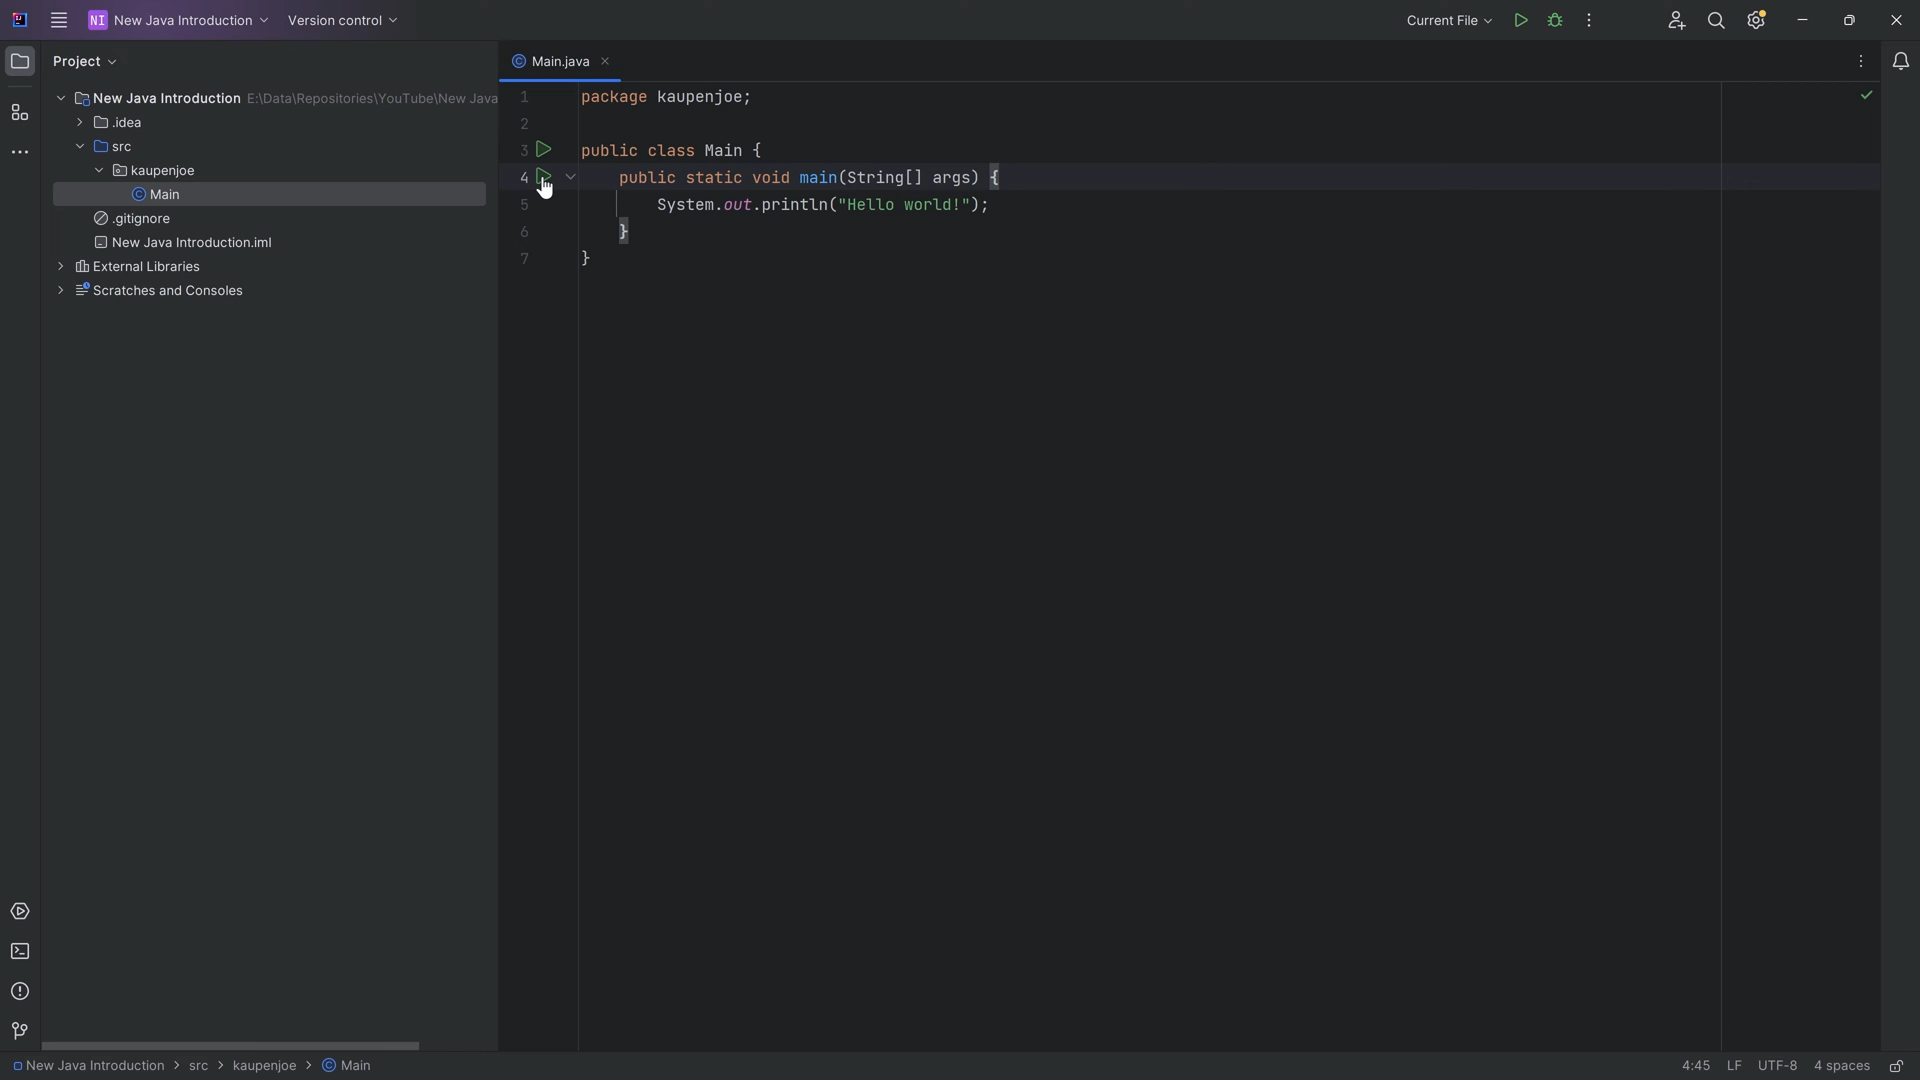 NI New Java Introduction Version control Current File
Project
Main.java
New Java Introduction E:\Data\Repositories\YouTube\New Java
.idea
src
kaupenjoe
Main
.gitignore
New Java Introduction.iml
External Libraries
Scratches and Consoles
1 package kaupenjoe;
2
3 public class Main {
4 public static void main(String[] args) {
5 System.out.println("Hello world!");
6 }
7 }
New Java Introduction > src > kaupenjoe > Main 4:45 LF UTF-8 4 spaces